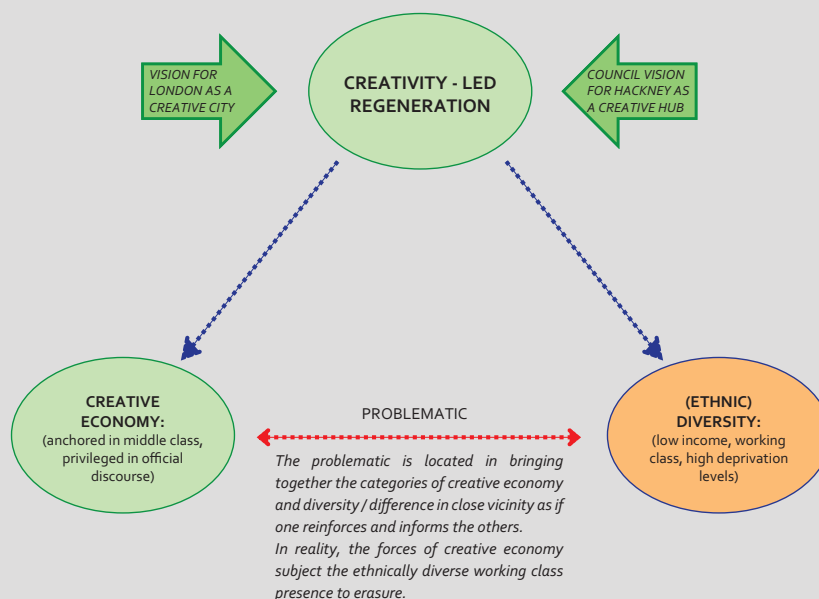 VISION FOR
LONDON AS A
CREATIVE CITY
CREATIVITY - LED
REGENERATION
COUNCIL VISION
FOR HACKNEY AS
A CREATIVE HUB
CREATIVE
ECONOMY:
(anchored in middle class,
privileged in official
discourse)
PROBLEMATIC
(ETHNIC)
DIVERSITY:
(low income, working
class, high deprivation
levels)
The problematic is located in bringing
together the categories of creative economy
and diversity / difference in close vicinity as if
one reinforces and informs the others.
In reality, the forces of creative economy
subject the ethnically diverse working class
presence to erasure.